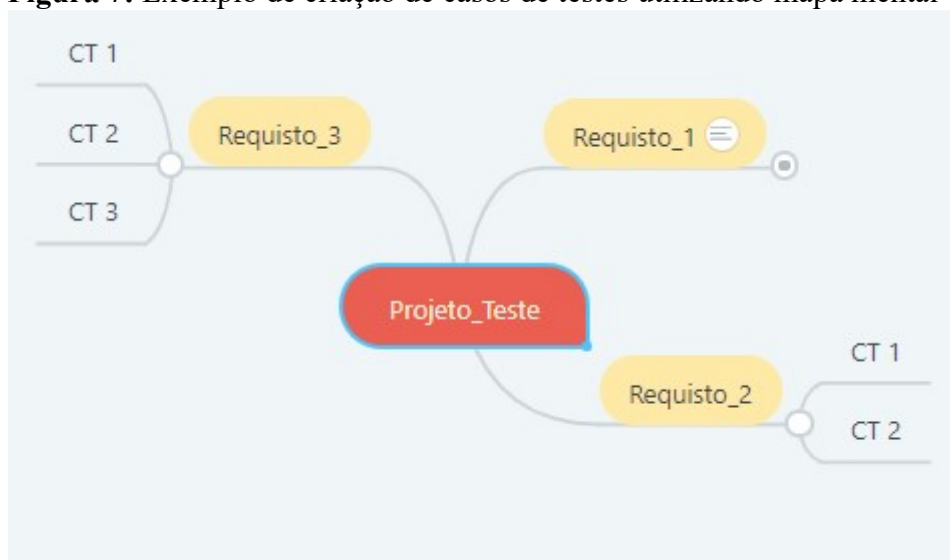 Figura 7: Exemplo de criação de casos de testes utilizando mapa mental
CT 1
CT 2
CT 3
Requisto_3
Requisto_1
Projeto_Teste
Requisto_2
CT 1
CT 2